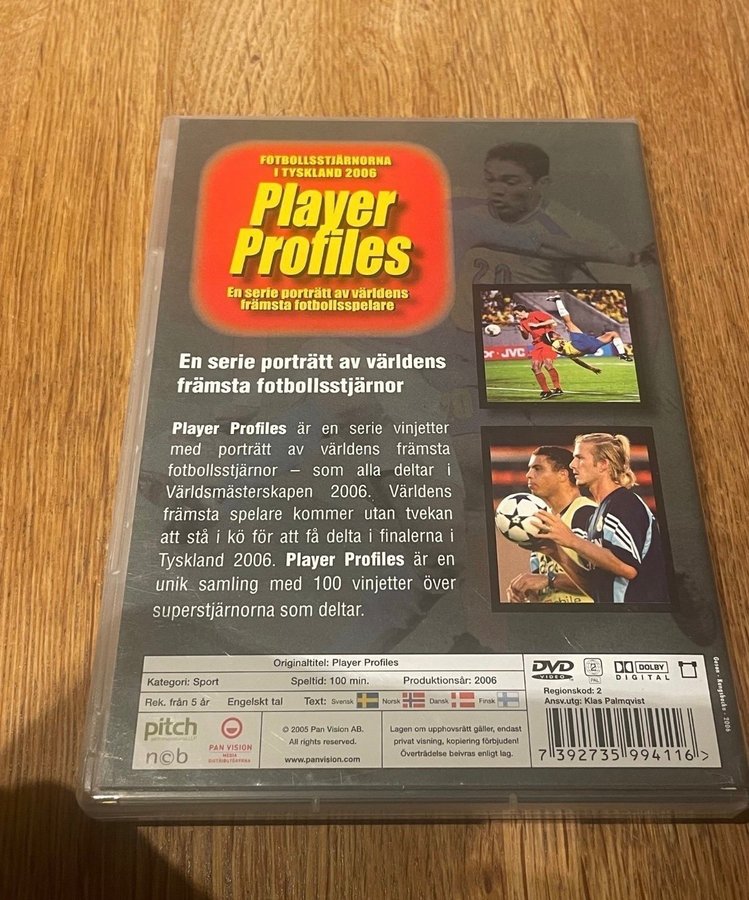 FOTBOLLSSTJÄRNORNA
I TYSKLAND 2006
Player
Profiles
En serie porträtt av världens
främsta fotbollsspelare
20
JVC
En serie porträtt av världens
främsta fotbollsstjärnor
Player Profiles är en serie vinjetter
med porträtt av världens främsta
fotbollsstjärnor – som alla deltar i
Världsmästerskapen 2006. Världens
främsta spelare kommer utan tvekan
att stå i kö för att få delta i finalerna i
Tyskland 2006. Player Profiles är en
unik samling med 100 vinjetter över
superstjärnorna som deltar.
Originaltitel: Player Profiles
Kategori: Sport Speltid: 100 min. Produktionsår: 2006
Rek. från 5 år Engelskt tal Text: Svensk Norsk Dansk Finsk
pitch
n©b
PAN VISION
MEDIA
DISTRIBUTÖRERNA
© 2005 Pan Vision AB.
All rights reserved.
www.panvision.com
Lagen om upphovsrätt gäller, endast
privat visning, kopiering förbjuden!
Överträdelse beivras enligt lag.
DVD
VIDEO
2
PAL
DOLBY
DIGITAL
Regionskod: 2
Ansv.utg: Klas Palmqvist
7 392735 994116 >